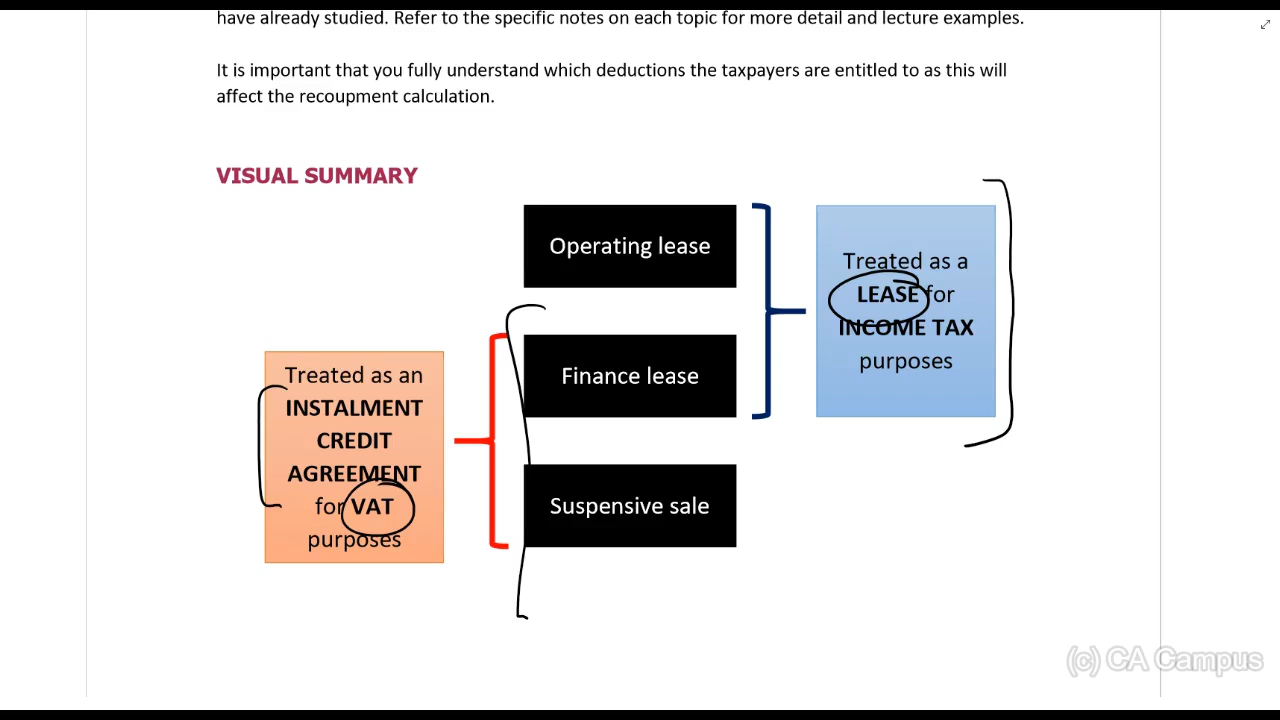 have already studied. Refer to the specific notes on each topic for more detail and lecture examples.
It is important that you fully understand which deductions the taxpayers are entitled to as this will
affect the recoupment calculation.
VISUAL SUMMARY
Operating lease
Treated as a
LEASE for
INCOME TAX
purposes
Finance lease
Treated as an
INSTALMENT
CREDIT
AGREEMENT
for VAT
purposes
Suspensive sale
(c) CA Campus